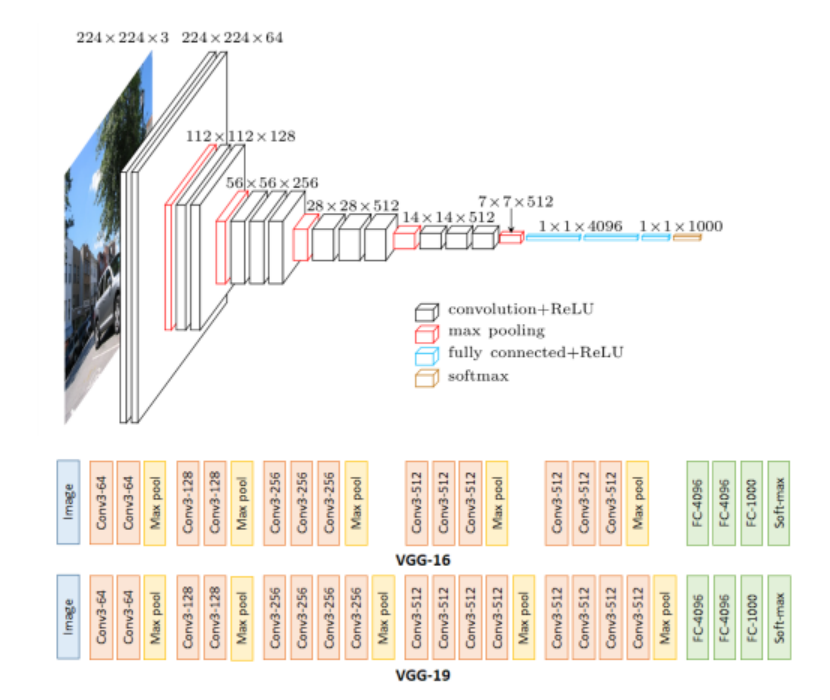 224×224×3 224×224×64
112×112×128
56×56×256
28×28×512
14×14×512
7×7×512
1×1×4096 1×1×1000
convolution+ReLU
max pooling
fully connected+ReLU
softmax
Image Conv3-64 Conv3-64 Max pool Conv3-128 Conv3-128 Max pool Conv3-256 Conv3-256 Conv3-256 Max pool Conv3-512 Conv3-512 Conv3-512 Max pool Conv3-512 Conv3-512 Conv3-512 Max pool FC-4096 FC-4096 FC-1000 Soft-max
VGG-16
Image Conv3-64 Conv3-64 Max pool Conv3-128 Conv3-128 Max pool Conv3-256 Conv3-256 Conv3-256 Conv3-256 Max pool Conv3-512 Conv3-512 Conv3-512 Conv3-512 Max pool Conv3-512 Conv3-512 Conv3-512 Conv3-512 Max pool FC-4096 FC-4096 FC-1000 Soft-max
VGG-19